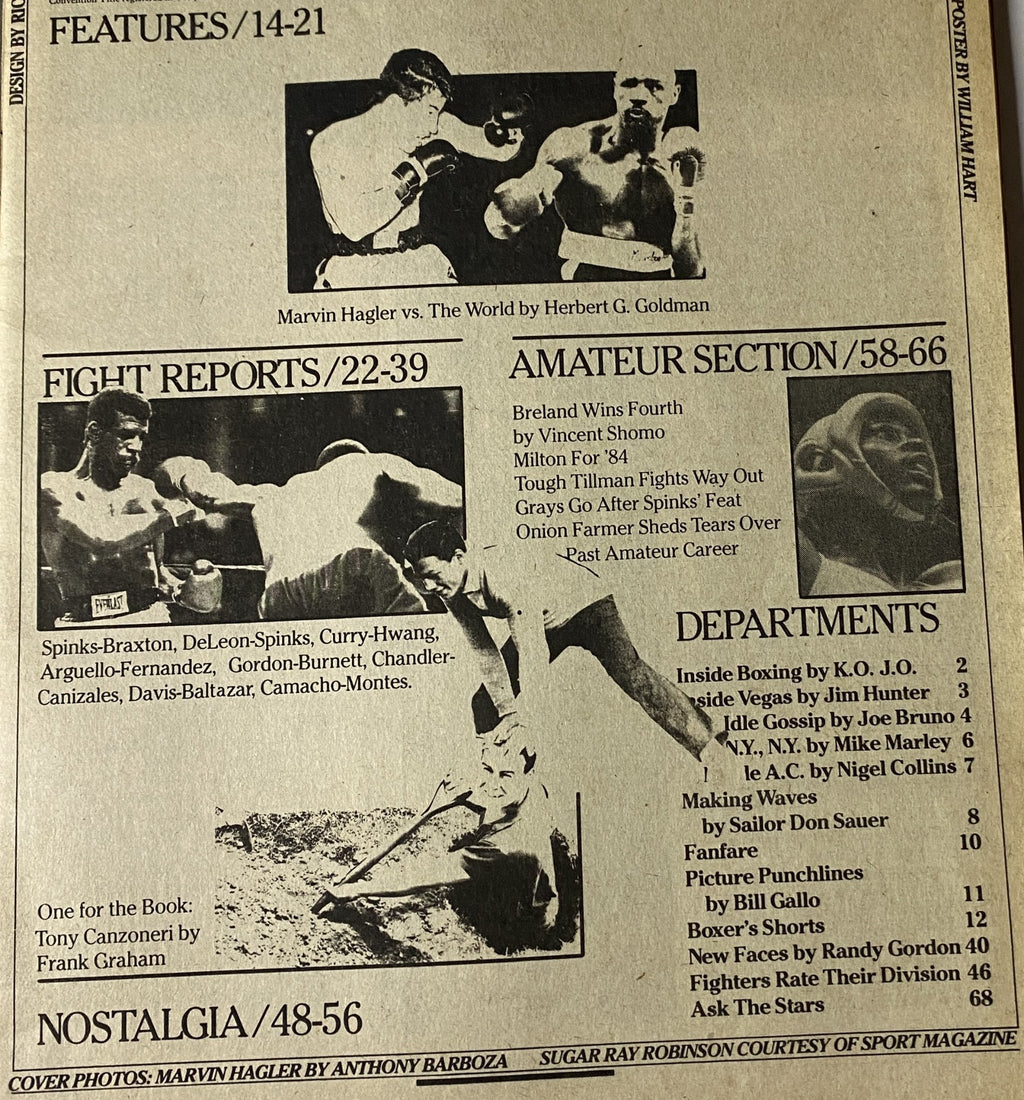 DESIGN BY RIC
POSTER BY WILLIAM HART
FEATURES/14-21
Marvin Hagler vs. The World by Herbert G. Goldman
FIGHT REPORTS/22-39
EVERLAST
Spinks-Braxton, DeLeon-Spinks, Curry-Hwang,
Arguello-Fernandez, Gordon-Burnett, Chandler-
Canizales, Davis-Baltazar, Camacho-Montes.
AMATEUR SECTION/58-66
Breland Wins Fourth
by Vincent Shomo
Milton For '84
Tough Tillman Fights Way Out
Grays Go After Spinks' Feat
Onion Farmer Sheds Tears Over
Past Amateur Career
DEPARTMENTS
Inside Boxing by K.O. J.O. 2
side Vegas by Jim Hunter 3
Idle Gossip by Joe Bruno 4
N.Y., N.Y. by Mike Marley 6
le A.C. by Nigel Collins 7
Making Waves
by Sailor Don Sauer 8
Fanfare 10
Picture Punchlines
by Bill Gallo 11
Boxer's Shorts 12
New Faces by Randy Gordon 40
Fighters Rate Their Division 46
Ask The Stars 68
One for the Book:
Tony Canzoneri by
Frank Graham
NOSTALGIA/48-56
COVER PHOTOS: MARVIN HAGLER BY ANTHONY BARBOZA SUGAR RAY ROBINSON COURTESY OF SPORT MAGAZINE